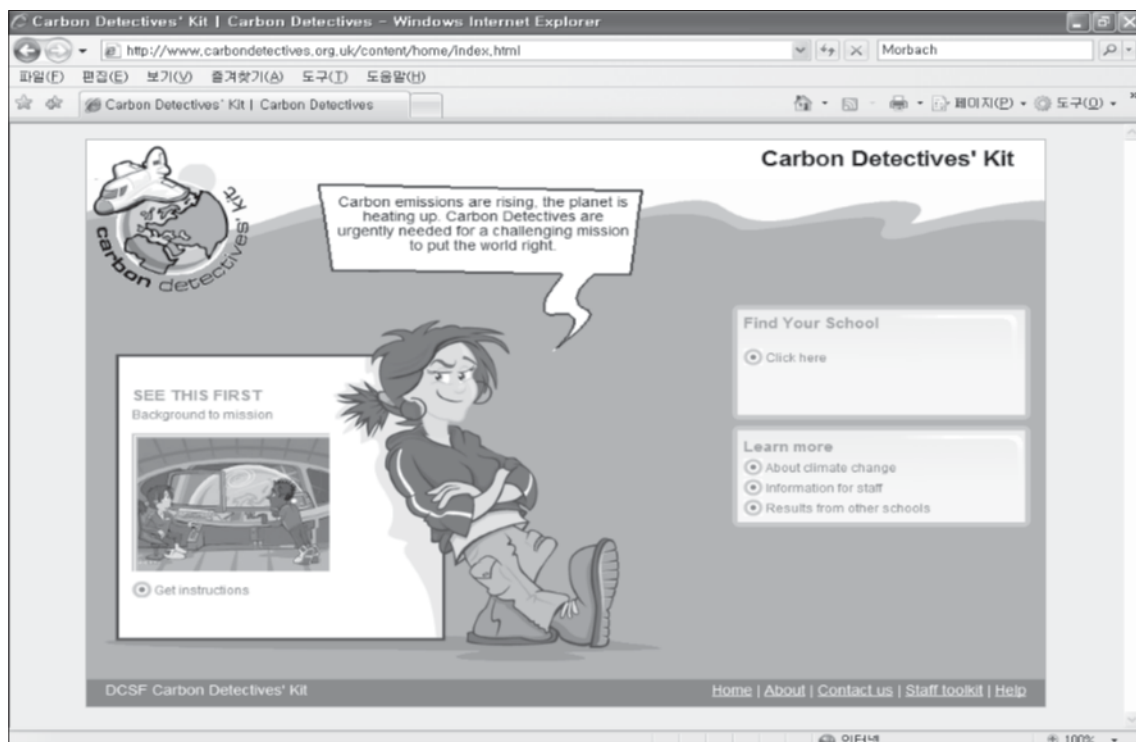 Carbon Detectives' Kit | Carbon Detectives - Windows Internet Explorer
http://www.carbondetectives.org.uk/content/home/index.html
Morbach
파일(F) 편집(E) 보기(V) 즐겨찾기(A) 도구(T) 도움말(H)
Carbon Detectives' Kit | Carbon Detectives
페이지(P) 도구(O)
carbon detectives' kit
Carbon Detectives' Kit
Carbon emissions are rising, the planet is
heating up. Carbon Detectives are
urgently needed for a challenging mission
to put the world right.
SEE THIS FIRST
Background to mission
Get instructions
Find Your School
Click here
Learn more
About climate change
Information for staff
Results from other schools
DCSF Carbon Detectives' Kit
Home | About | Contact us | Staff toolkit | Help
인터넷
100%